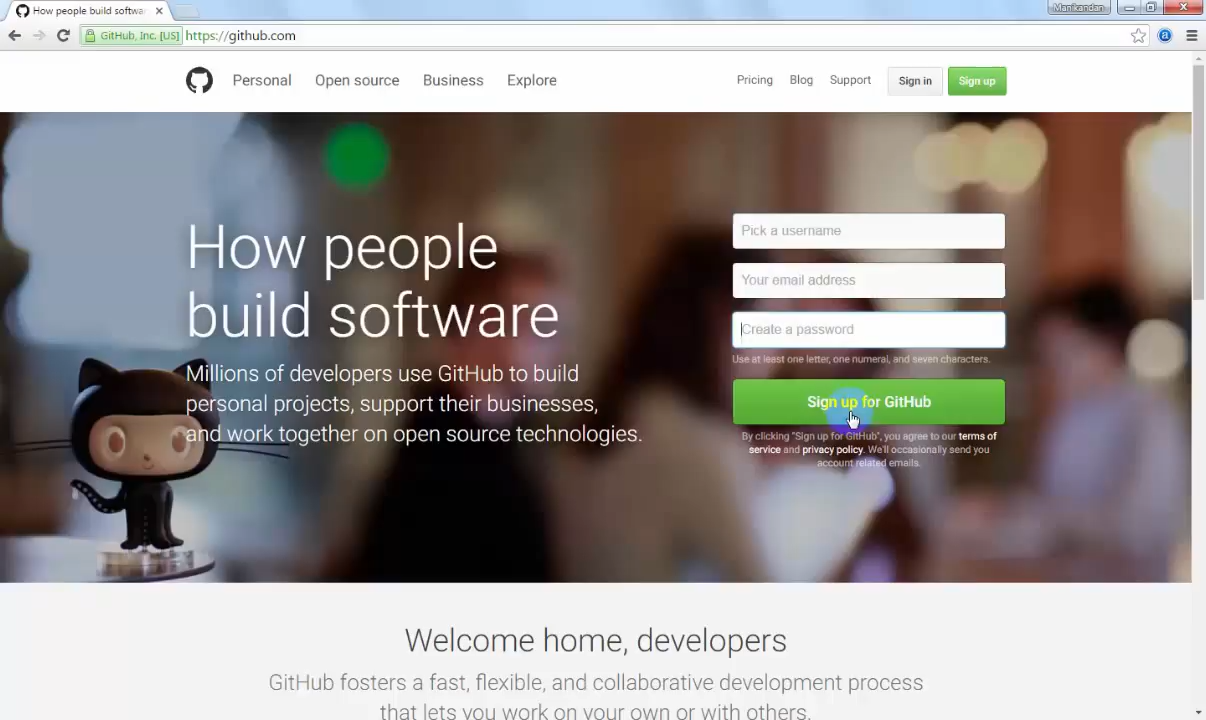 How people build softwa
Manikandan
GitHub, Inc. [US] https://github.com
Personal Open source Business Explore Pricing Blog Support Sign in Sign up
How people
build software
Millions of developers use GitHub to build
personal projects, support their businesses,
and work together on open source technologies.
Pick a username
Your email address
Create a password
Use at least one letter, one numeral, and seven characters.
Sign up for GitHub
By clicking "Sign up for GitHub", you agree to our terms of
service and privacy policy. We'll occasionally send you
account related emails.
Welcome home, developers
GitHub fosters a fast, flexible, and collaborative development process
that lets you work on your own or with others.